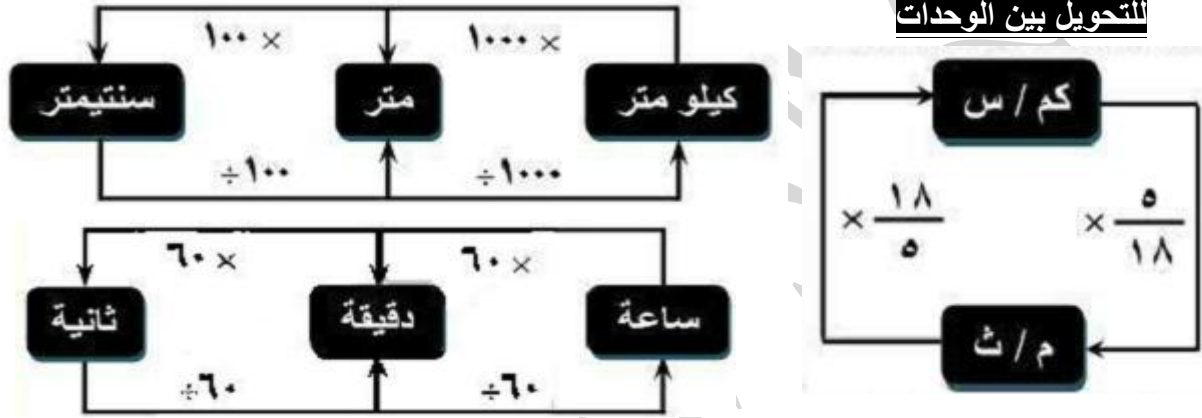 للتحويل بين الوحدات
١٠٠٠ ×
١٠٠ ×
كيلو متر
متر
سنتيمتر
÷١٠٠٠
÷١٠٠
٦٠ ×
٦٠ ×
ساعة
دقيقة
ثانية
÷٦٠
÷٦٠
كم / س
× ٥/١٨
× ١٨/٥
م / ث